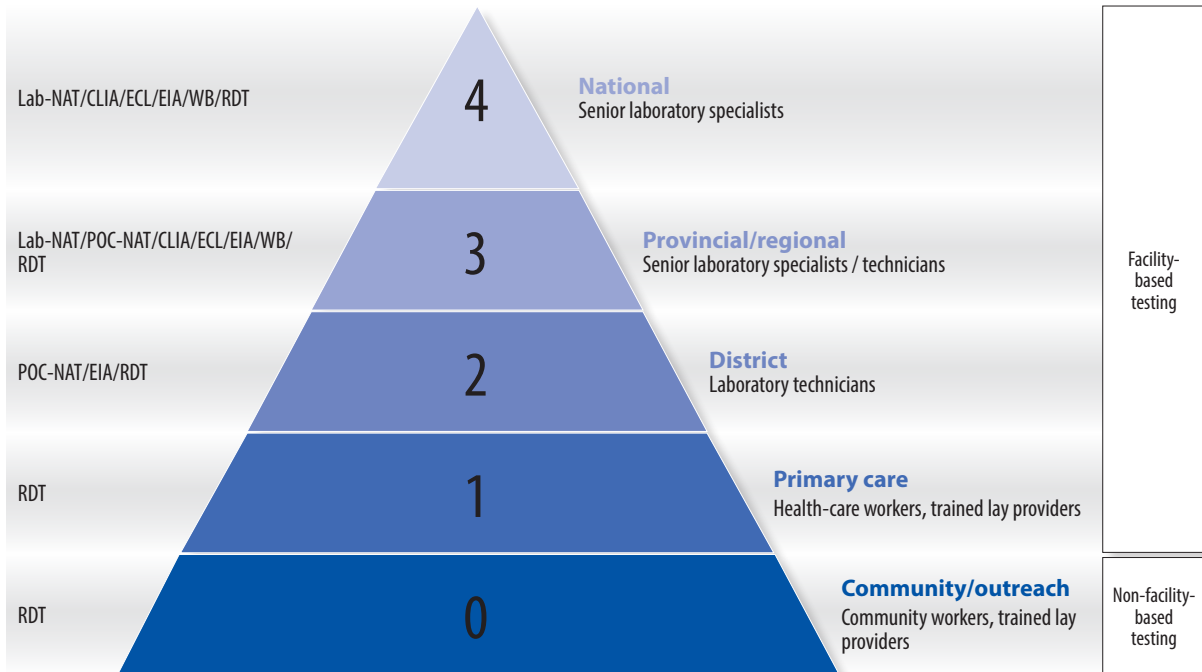 Lab-NAT/CLIA/ECL/EIA/WB/RDT
4
National
Senior laboratory specialists
Lab-NAT/POC-NAT/CLIA/ECL/EIA/WB/
RDT
3
Provincial/regional
Senior laboratory specialists / technicians
Facility-
based
testing
POC-NAT/EIA/RDT
2
District
Laboratory technicians
RDT
1
Primary care
Health-care workers, trained lay providers
RDT
0
Community/outreach
Community workers, trained lay
providers
Non-facility-
based
testing